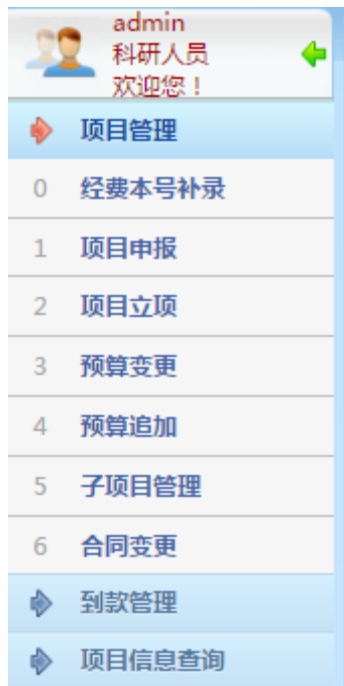 admin
科研人员
欢迎您！
项目管理
0 经费本号补录
1 项目申报
2 项目立项
3 预算变更
4 预算追加
5 子项目管理
6 合同变更
到款管理
项目信息查询